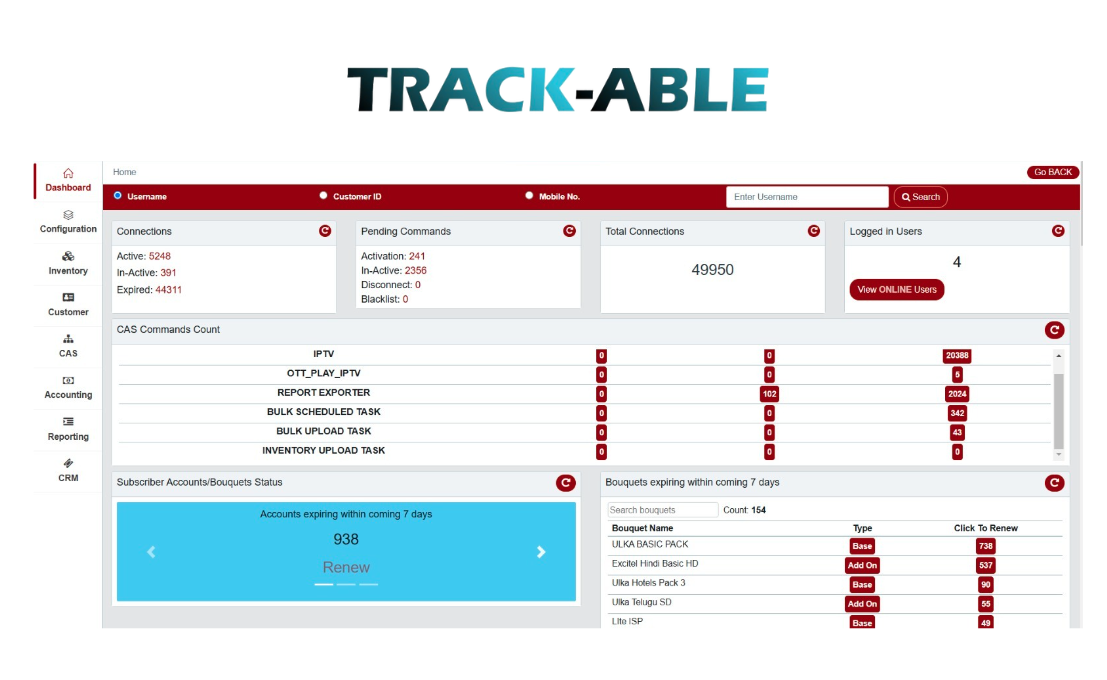 TRACK-ABLE
Dashboard
Configuration
Inventory
Customer
CAS
Accounting
Reporting
CRM
Home
Go BACK
Username
Customer ID
Mobile No.
Enter Username
Search
Connections
Active: 5248
In-Active: 391
Expired: 44311
Pending Commands
Activation: 241
In-Active: 2356
Disconnect: 0
Blacklist: 0
Total Connections
49950
Logged in Users
4
View ONLINE Users
CAS Commands Count
IPTV 0 0 20388
OTT_PLAY_IPTV 0 0 5
REPORT EXPORTER 0 102 2024
BULK SCHEDULED TASK 0 0 342
BULK UPLOAD TASK 0 0 43
INVENTORY UPLOAD TASK 0 0 0
Subscriber Accounts/Bouquets Status
Accounts expiring within coming 7 days
938
Renew
Bouquets expiring within coming 7 days
Search bouquets Count: 154
Bouquet Name Type Click To Renew
ULKA BASIC PACK Base 738
Excitel Hindi Basic HD Add On 537
Ulka Hotels Pack 3 Base 90
Ulka Telugu SD Add On 55
LIte ISP Base 49